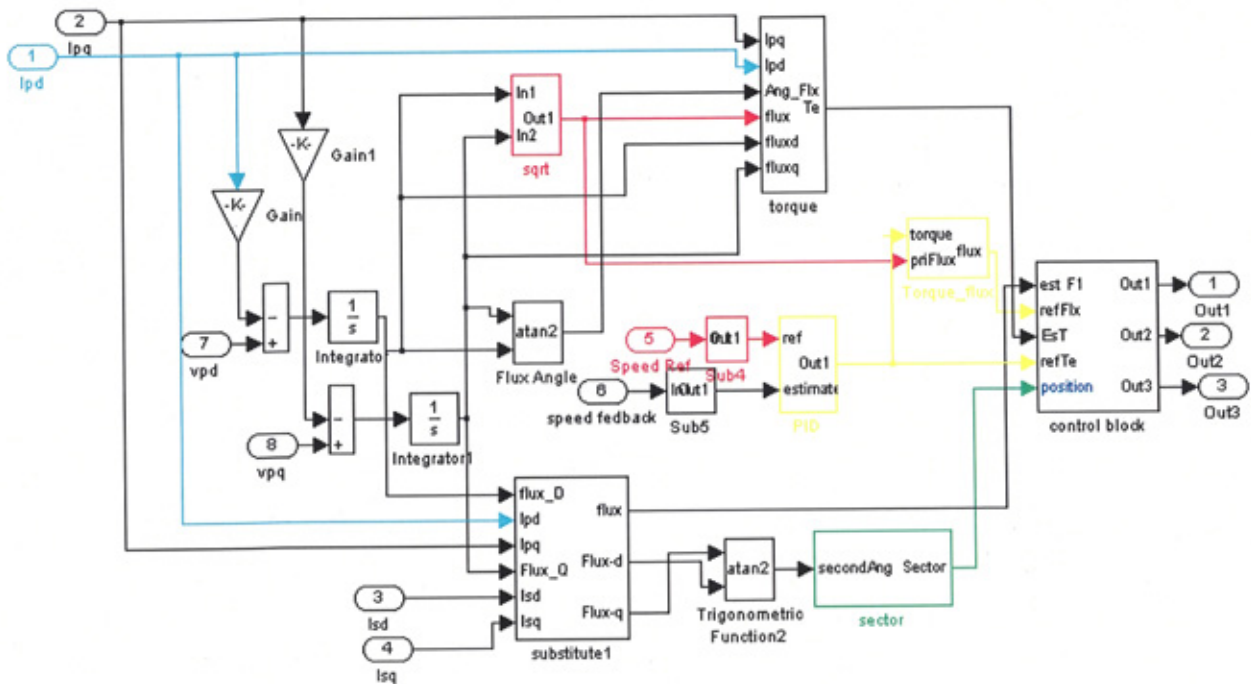 2
Ipq
1
Ipd
-K-
Gain1
-K-
Gain
7
vpd
8
vpq
1
s
Integrator
1
s
Integrator1
In1
In2
Out1
sqrt
atan2
Flux Angle
Ipq
Ipd
Ang_Flx
Te
flux
fluxd
fluxq
torque
torque
priFlux
flux
Torque_flux
5
Speed Ref
Out1
Sub4
6
speed fedback
Out1
Sub5
ref
Out1
estimate
PID
est F1
refFlx
EsT
refTe
position
Out1
Out2
Out3
control block
1
Out1
2
Out2
3
Out3
flux_D
Ipd
Ipq
Flux_Q
Isd
Isq
flux
Flux-d
Flux-q
substitute1
3
Isd
4
Isq
atan2
Trigonometric
Function2
secondAng Sector
sector